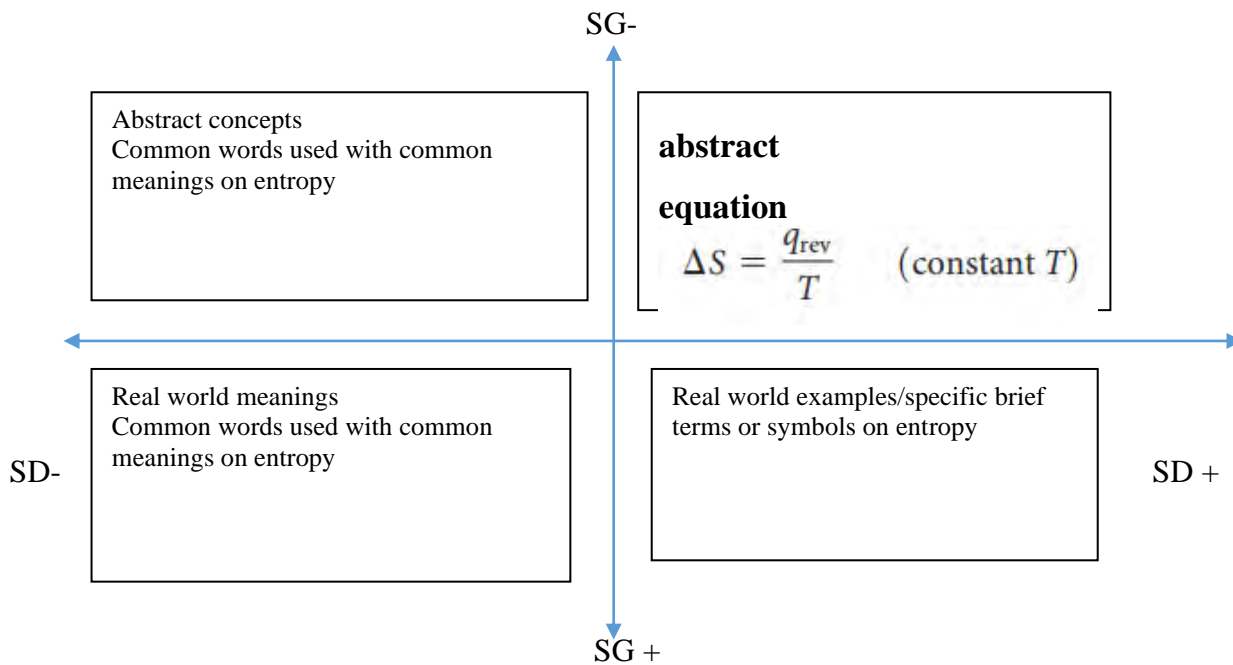 SG-
Abstract concepts
Common words used with common
meanings on entropy
abstract
equation
ΔS = q_rev / T (constant T)
Real world meanings
Common words used with common
meanings on entropy
Real world examples/specific brief
terms or symbols on entropy
SD-
SD +
SG +